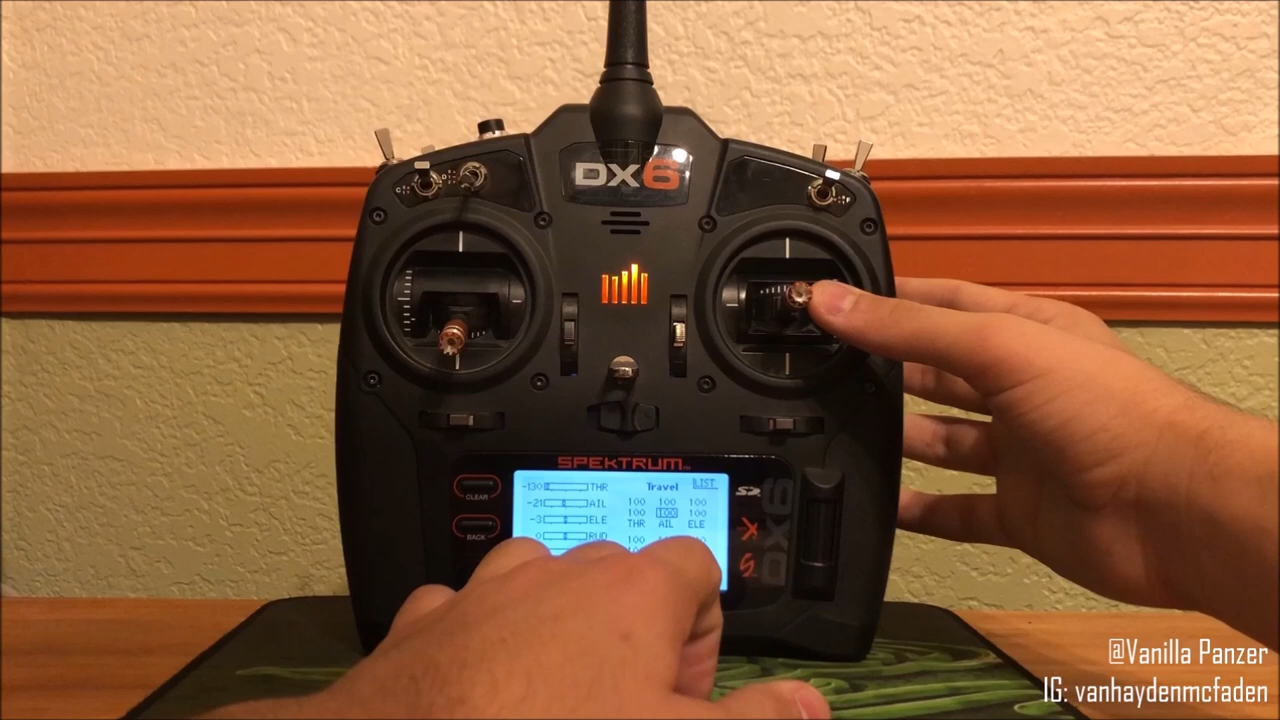 DX6
SPEKTRUM
CLEAR
BACK
-130 THR
-21 AIL
-3 ELE
0 RUD
Travel
LIST
100 100 100
100 100 100
THR AIL ELE
100
DX6
@Vanilla Panzer
IG: vanhaydenmcfaden